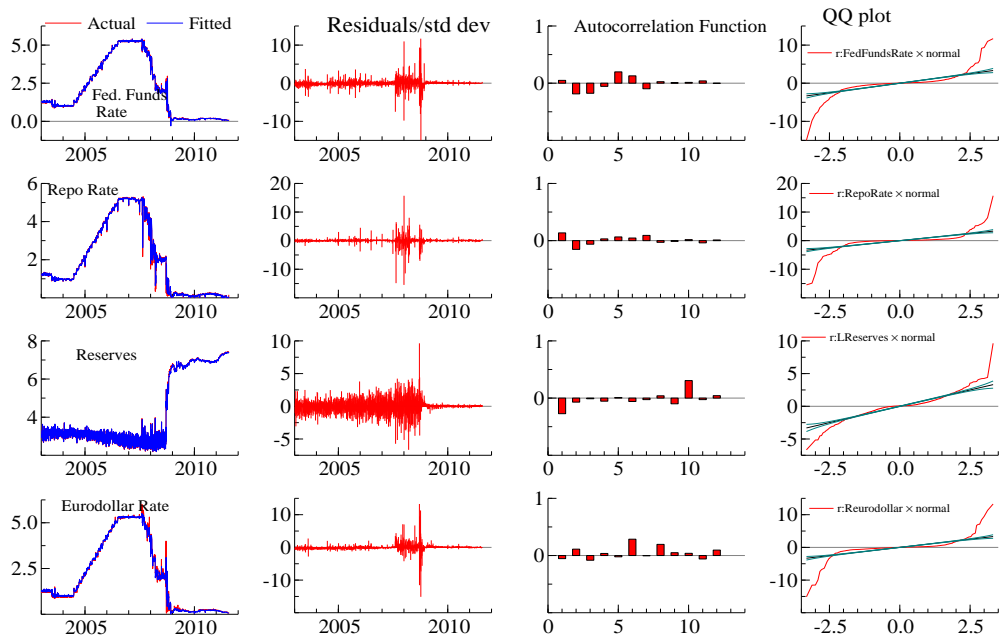 Actual Fitted
Residuals/std dev
Autocorrelation Function
QQ plot
5.0
2.5
0.0
Fed. Funds
Rate
2005 2010
10
0
-10
2005 2010
1
0
0 5 10
10
0
-10
r:FedFundsRate × normal
-2.5 0.0 2.5
6
4
2
Repo Rate
2005 2010
10
0
-10
2005 2010
1
0
0 5 10
20
10
0
-10
r:RepoRate × normal
-2.5 0.0 2.5
8
6
4
Reserves
2005 2010
10
5
0
-5
2005 2010
1
0
0 5 10
10
5
0
-5
r:LReserves × normal
-2.5 0.0 2.5
5.0
2.5
Eurodollar Rate
2005 2010
10
0
-10
2005 2010
1
0
0 5 10
10
0
-10
r:Reurodollar × normal
-2.5 0.0 2.5